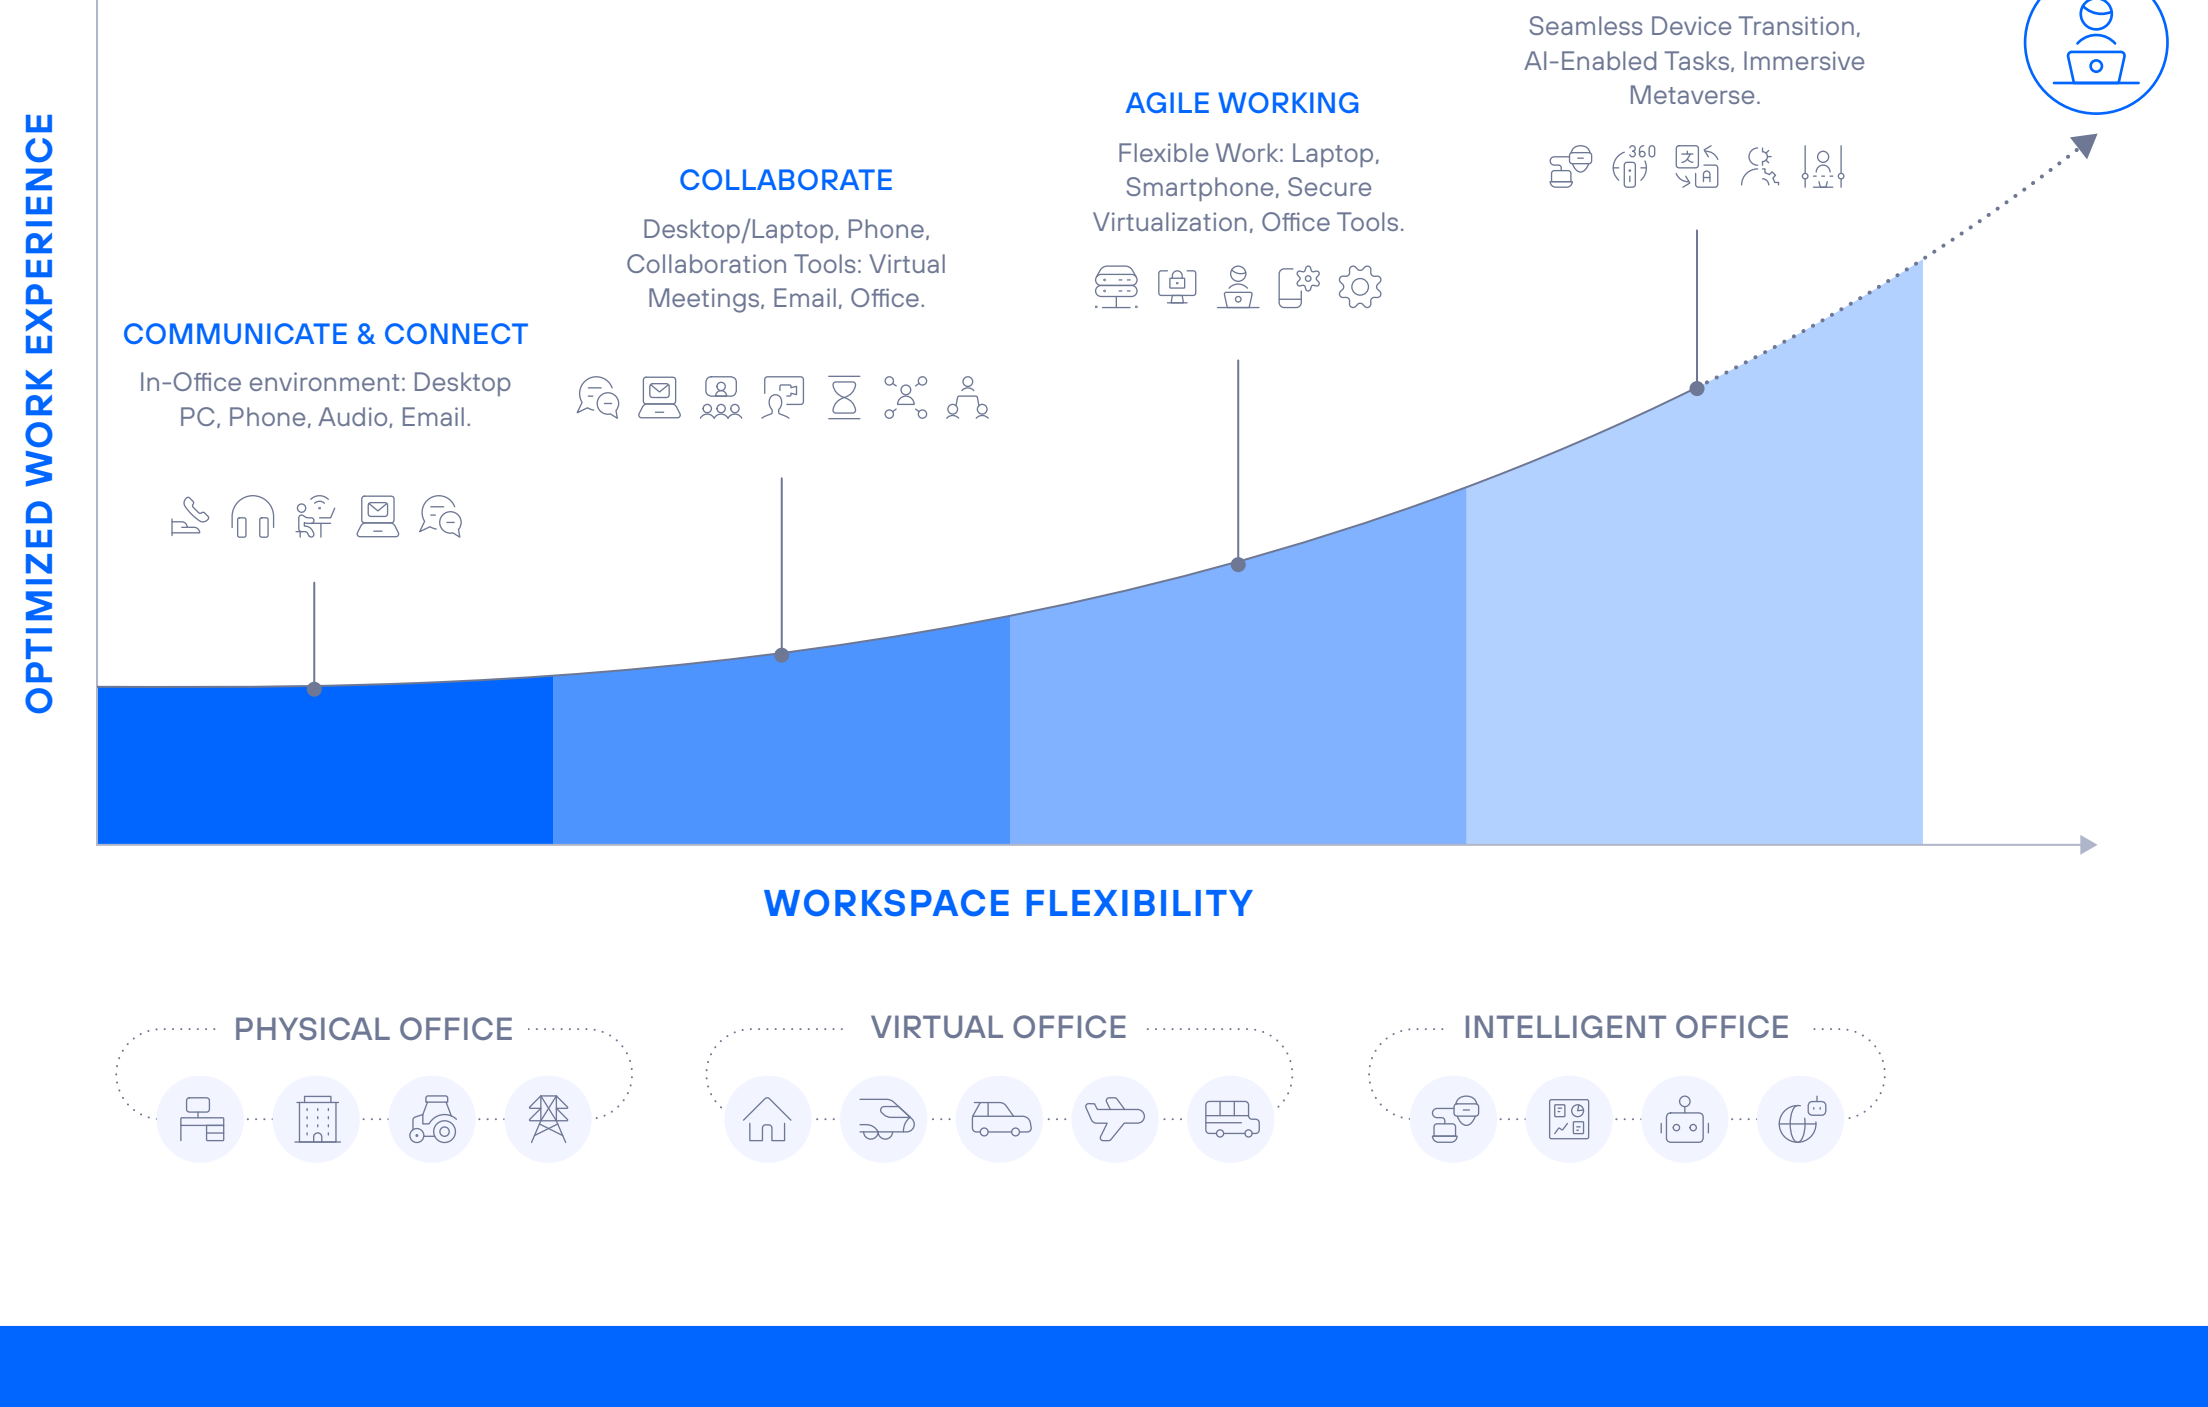 Seamless Device Transition,
AI-Enabled Tasks, Immersive
Metaverse.
360
AGILE WORKING
Flexible Work: Laptop,
Smartphone, Secure
Virtualization, Office Tools.
COLLABORATE
Desktop/Laptop, Phone,
Collaboration Tools: Virtual
Meetings, Email, Office.
COMMUNICATE & CONNECT
In-Office environment: Desktop
PC, Phone, Audio, Email.
OPTIMIZED WORK EXPERIENCE
WORKSPACE FLEXIBILITY
PHYSICAL OFFICE
VIRTUAL OFFICE
INTELLIGENT OFFICE